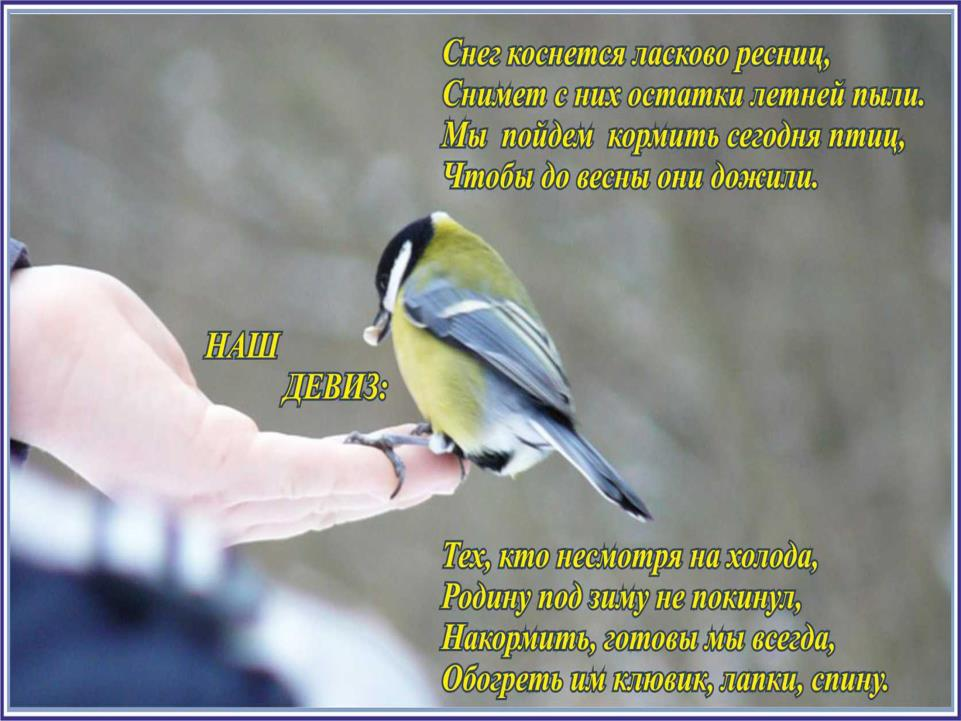 Снег коснется ласково ресниц,
Снимет с них остатки летней пыли.
Мы пойдем кормить сегодня птиц,
Чтобы до весны они дожили.
НАШ
ДЕВИЗ:
Тех, кто несмотря на холода,
Родину под зиму не покинул,
Накормить, готовы мы всегда,
Обогреть им клювик, лапки, спину.